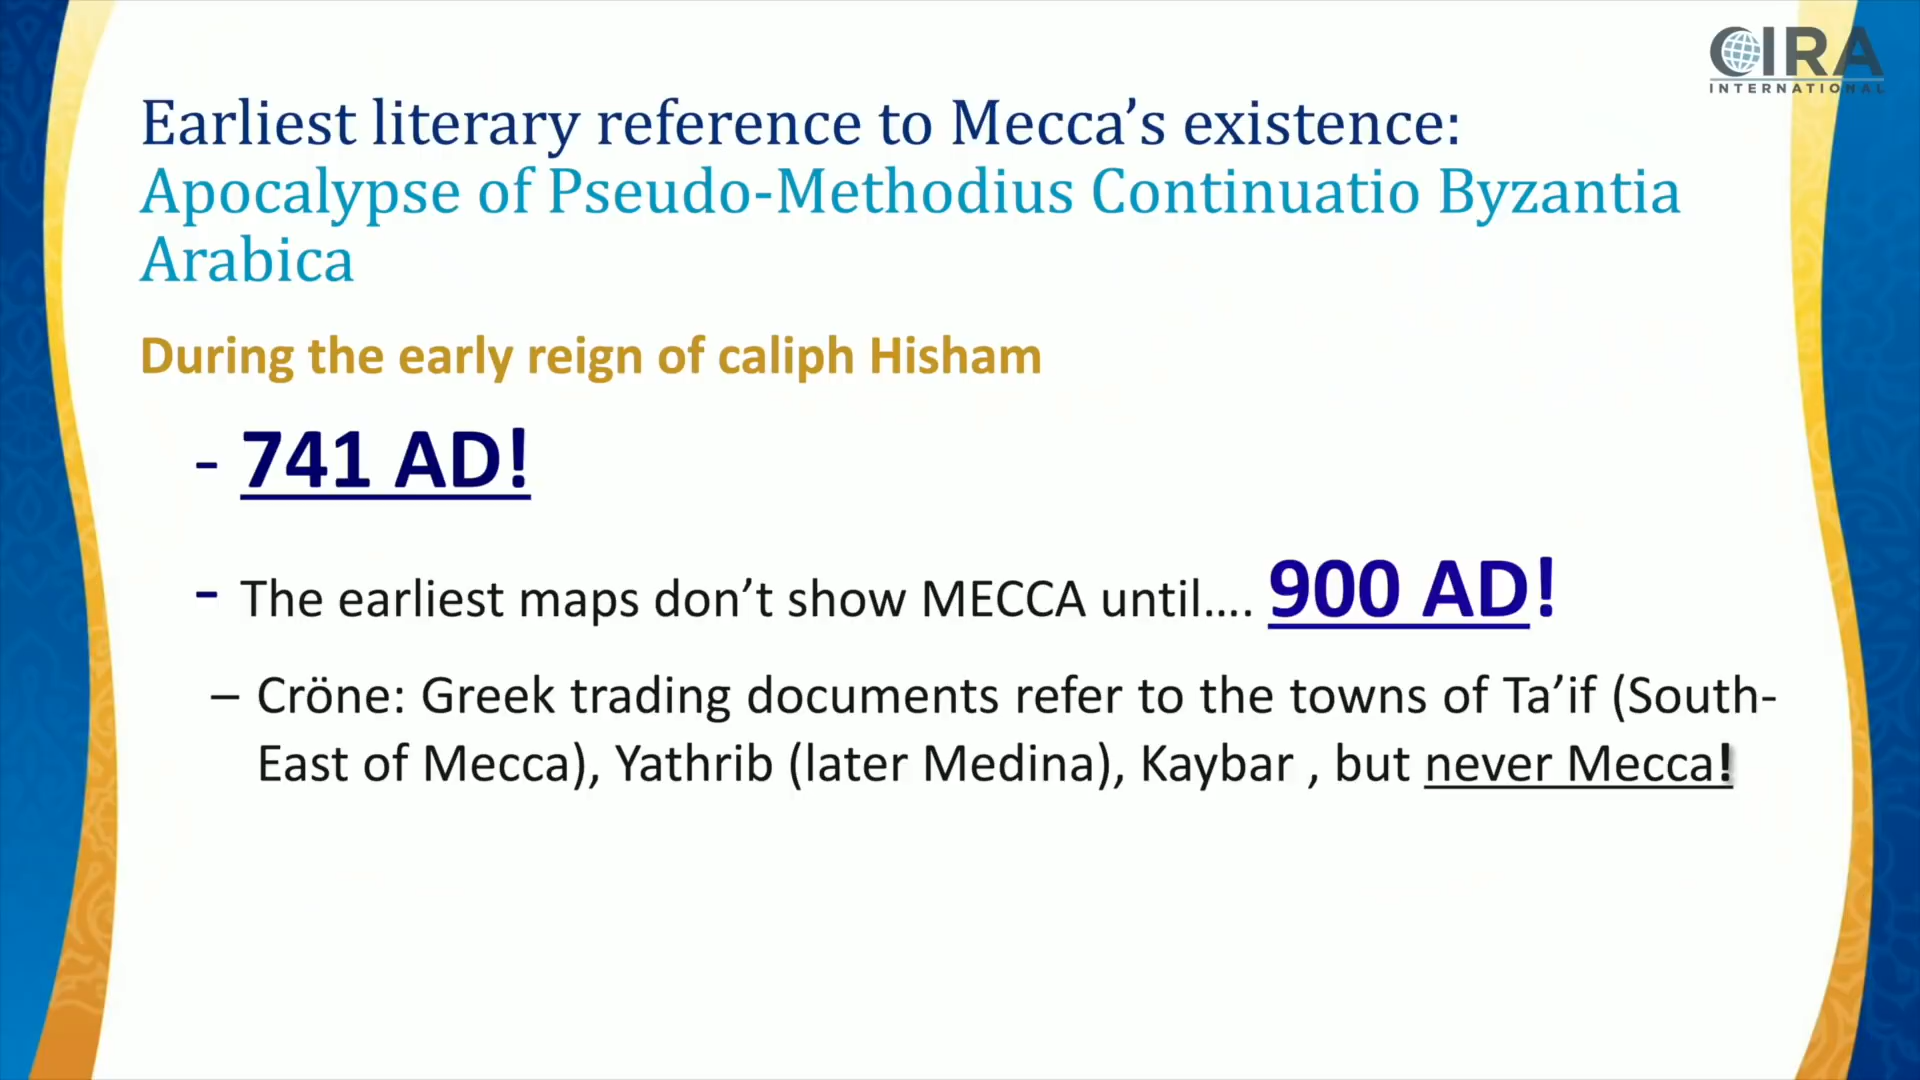 CIRA
INTERNATIONAL
Earliest literary reference to Mecca’s existence:
Apocalypse of Pseudo-Methodius Continuatio Byzantia
Arabica
During the early reign of caliph Hisham
- 741 AD!
- The earliest maps don’t show MECCA until.... 900 AD!
– Cröne: Greek trading documents refer to the towns of Ta’if (South-
East of Mecca), Yathrib (later Medina), Kaybar , but never Mecca!